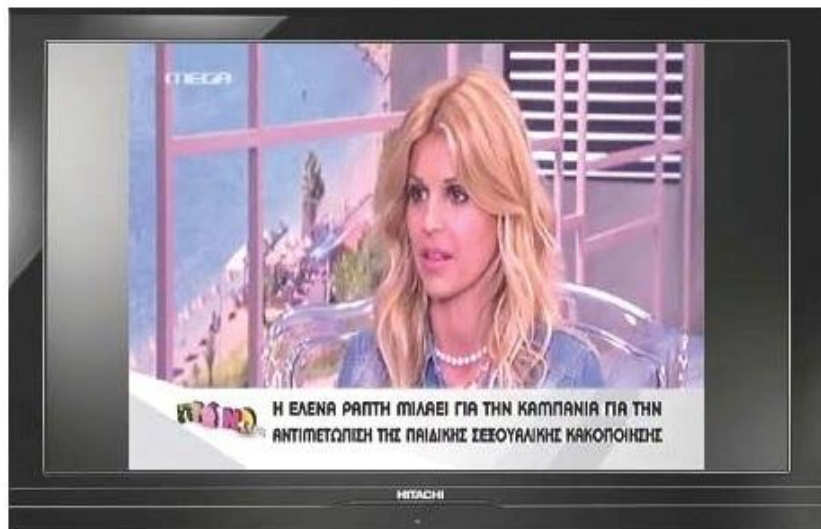 MEGA
Η ΕΛΕΝΑ ΡΑΠΤΗ ΜΙΛΑΕΙ ΓΙΑ ΤΗΝ ΚΑΜΠΑΝΙΑ ΓΙΑ ΤΗΝ
ΑΝΤΙΜΕΤΩΠΙΣΗ ΤΗΣ ΠΑΙΔΙΚΗΣ ΣΕΞΟΥΑΛΙΚΗΣ ΚΑΚΟΠΟΙΗΣΗΣ
HITACHI